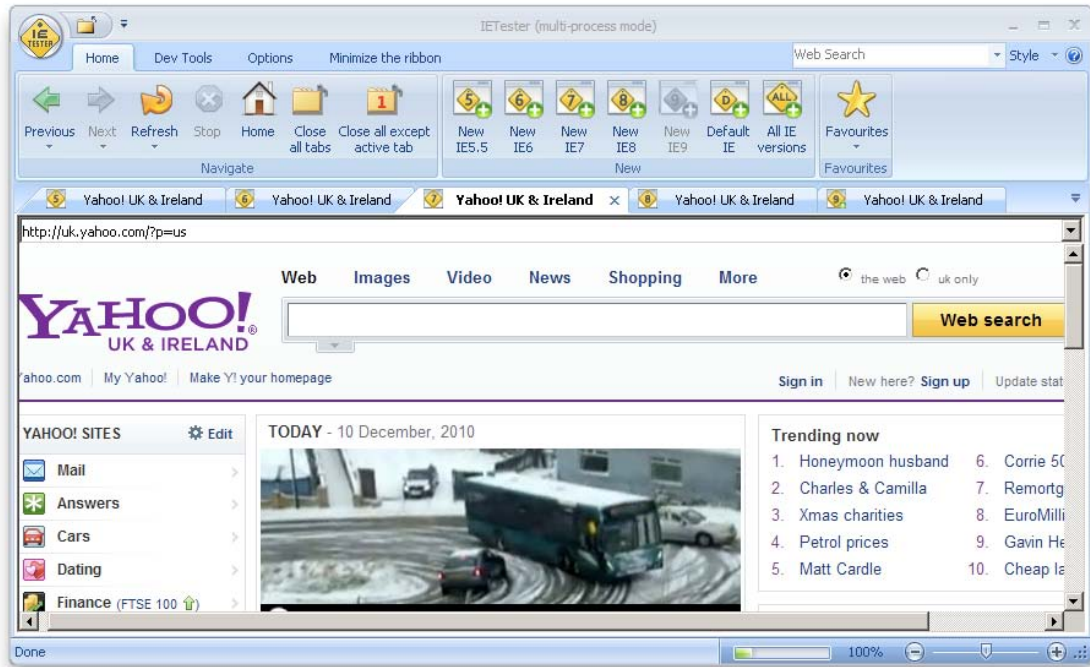 IETester (multi-process mode)
IE TESTER
Home Dev Tools Options Minimize the ribbon Web Search Style
Previous Next Refresh Stop Home Close all tabs Close all except active tab New IE5.5 New IE6 New IE7 New IE8 New IE9 Default IE All IE versions Favourites
Navigate New Favourites
5 Yahoo! UK & Ireland 6 Yahoo! UK & Ireland 7 Yahoo! UK & Ireland 8 Yahoo! UK & Ireland 9 Yahoo! UK & Ireland
http://uk.yahoo.com/?p=us
Web Images Video News Shopping More the web uk only
YAHOO!® Web search
UK & IRELAND
ahoo.com My Yahoo! Make Y! your homepage Sign in New here? Sign up Update stat
YAHOO! SITES Edit
Mail
Answers
Cars
Dating
Finance (FTSE 100)
TODAY - 10 December, 2010
Trending now
1. Honeymoon husband
2. Charles & Camilla
3. Xmas charities
4. Petrol prices
5. Matt Cardle
6. Corrie 50
7. Remortg
8. EuroMilli
9. Gavin He
10. Cheap la
Done 100%